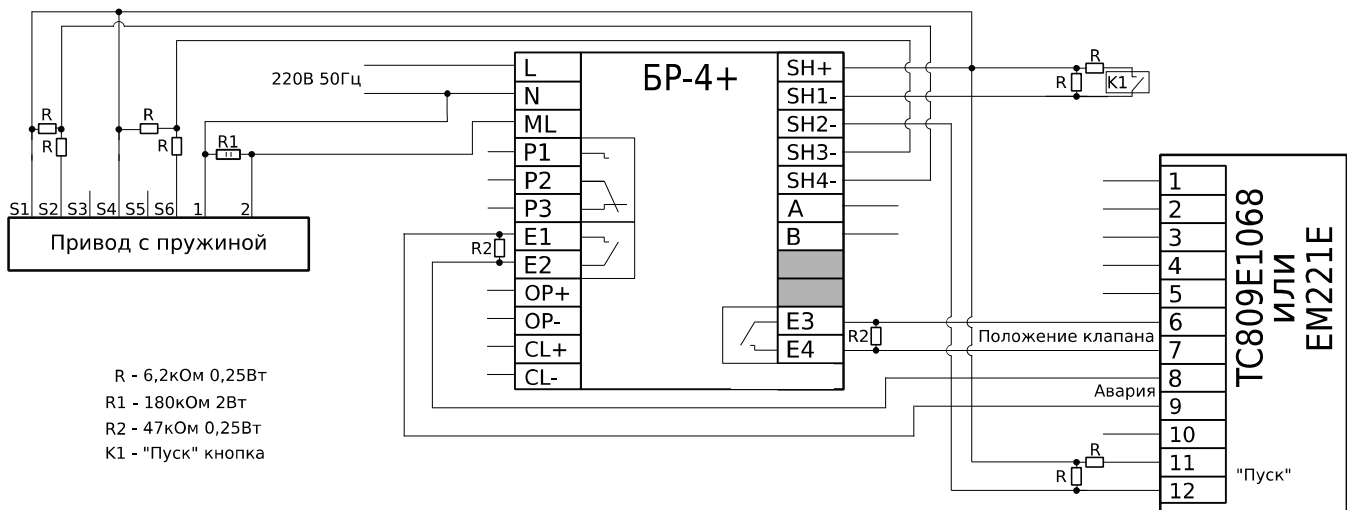 БР-4+
220В 50Гц
L
N
ML
P1
P2
P3
E1
E2
OP+
OP-
CL+
CL-
SH+
SH1-
SH2-
SH3-
SH4-
A
B
E3
E4
R
R
R
R
R1
S1 S2 S3 S4 S5 S6 1 2
Привод с пружиной
R2
R
R
K1
R2
Положение клапана
Авария
R
R
"Пуск"
1
2
3
4
5
6
7
8
9
10
11
12
TC809E1068
ИЛИ
EM221E
R - 6,2кОм 0,25Вт
R1 - 180кОм 2Вт
R2 - 47кОм 0,25Вт
K1 - "Пуск" кнопка